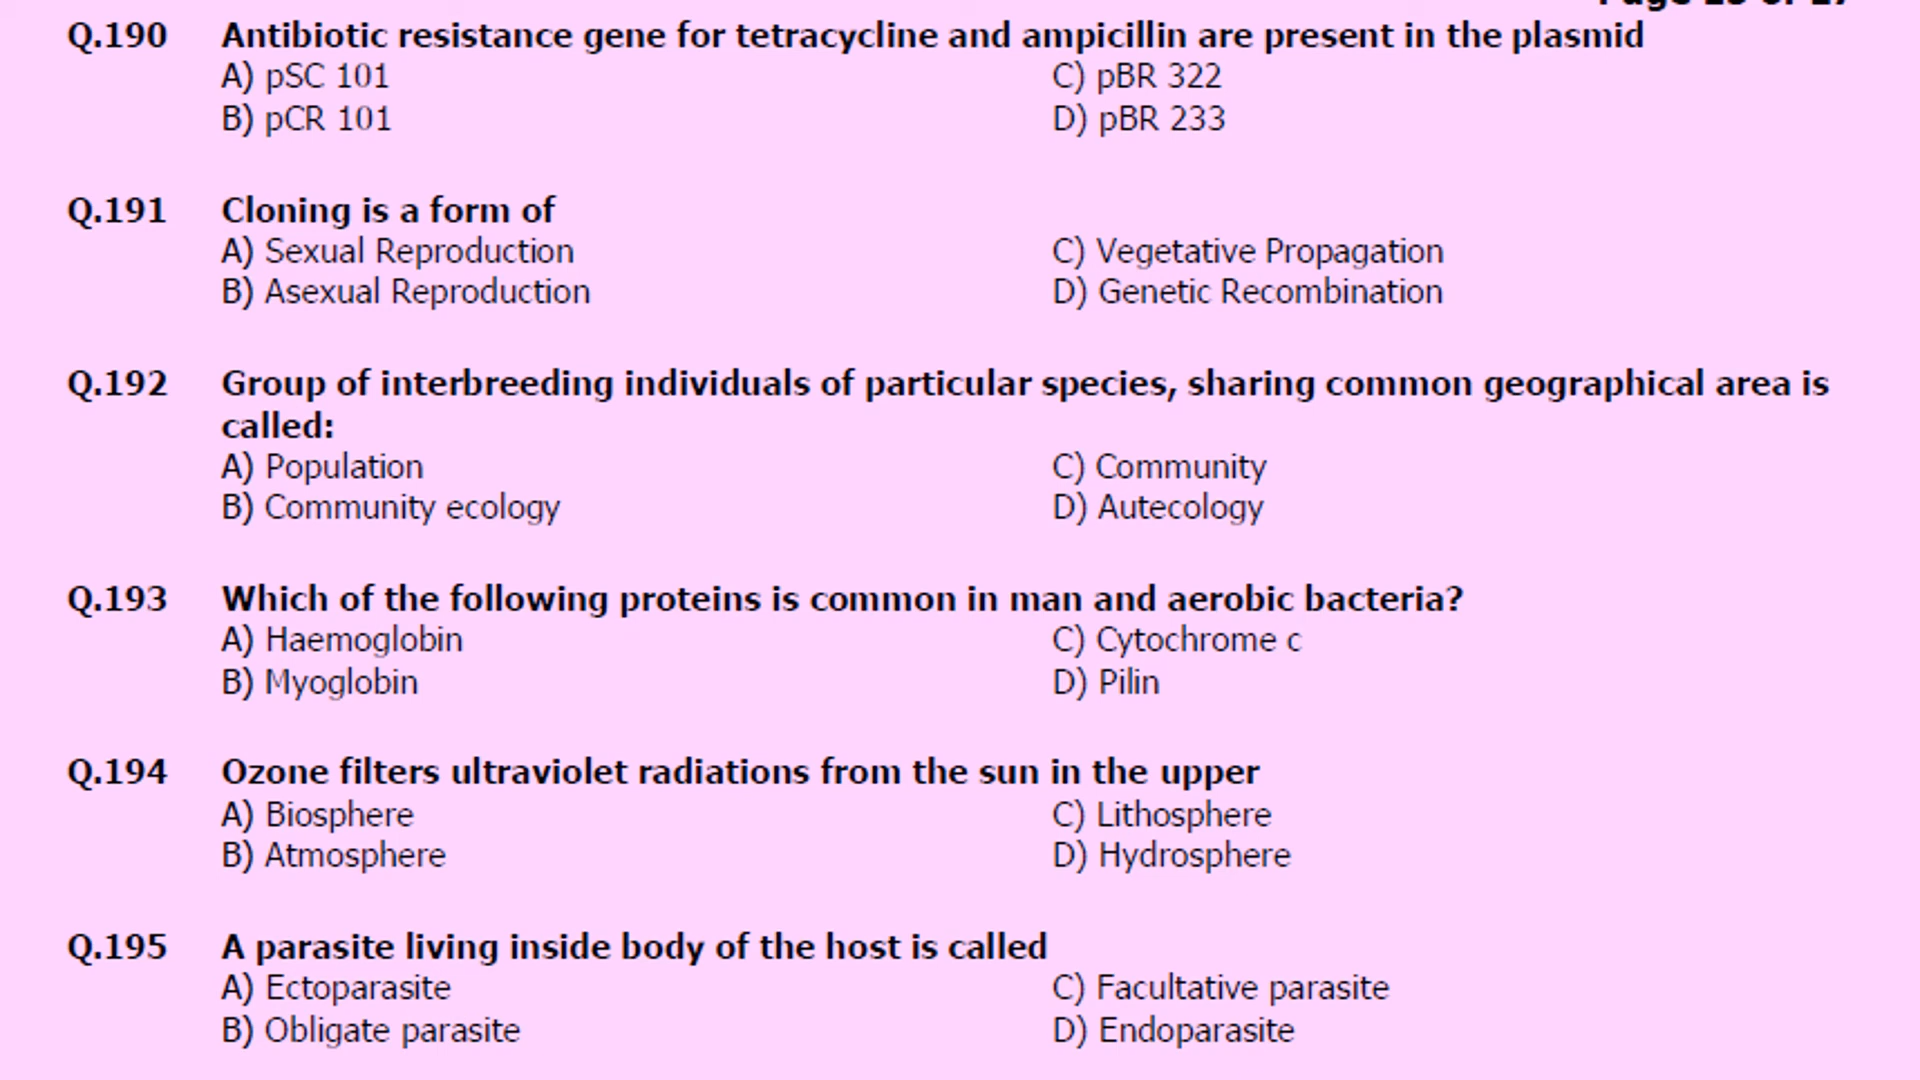 Q.190 Antibiotic resistance gene for tetracycline and ampicillin are present in the plasmid
A) pSC 101 C) pBR 322
B) pCR 101 D) pBR 233
Q.191 Cloning is a form of
A) Sexual Reproduction C) Vegetative Propagation
B) Asexual Reproduction D) Genetic Recombination
Q.192 Group of interbreeding individuals of particular species, sharing common geographical area is
called:
A) Population C) Community
B) Community ecology D) Autecology
Q.193 Which of the following proteins is common in man and aerobic bacteria?
A) Haemoglobin C) Cytochrome c
B) Myoglobin D) Pilin
Q.194 Ozone filters ultraviolet radiations from the sun in the upper
A) Biosphere C) Lithosphere
B) Atmosphere D) Hydrosphere
Q.195 A parasite living inside body of the host is called
A) Ectoparasite C) Facultative parasite
B) Obligate parasite D) Endoparasite